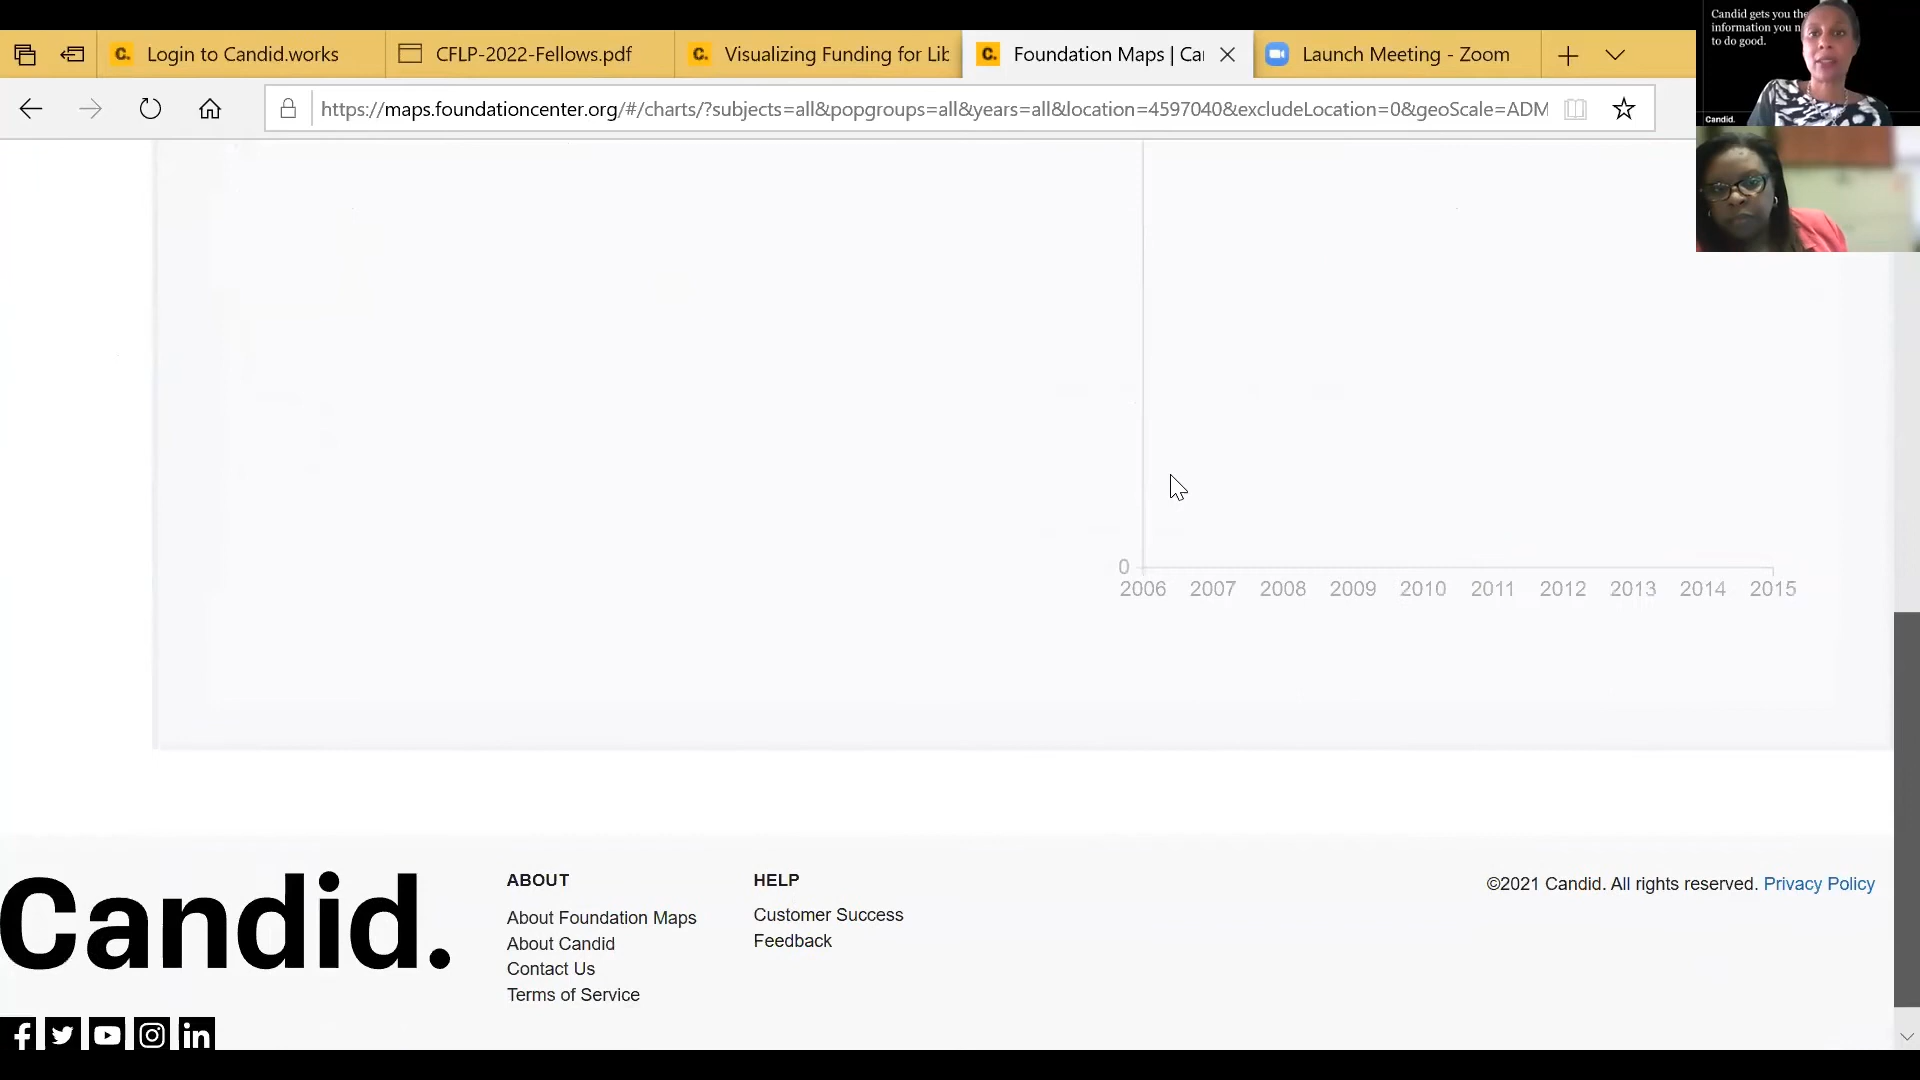 Candid gets you the
information you n
to do good.
Candid.
C. Login to Candid.works
CFLP-2022-Fellows.pdf
C. Visualizing Funding for Lib
C. Foundation Maps | Ca
Launch Meeting - Zoom
https://maps.foundationcenter.org/#/charts/?subjects=all&popgroups=all&years=all&location=4597040&excludeLocation=0&geoScale=ADM
0
2006 2007 2008 2009 2010 2011 2012 2013 2014 2015
Candid.
ABOUT
About Foundation Maps
About Candid
Contact Us
Terms of Service
HELP
Customer Success
Feedback
©2021 Candid. All rights reserved. Privacy Policy